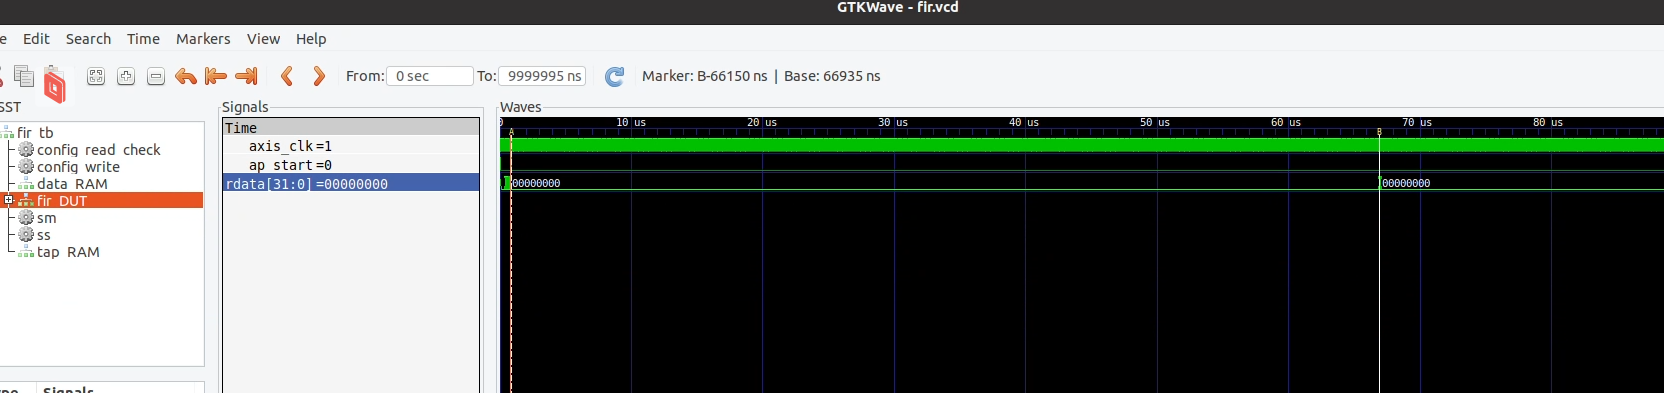 GTKWave - fir.vcd
e Edit Search Time Markers View Help
From: 0 sec To: 9999995 ns Marker: B-66150 ns | Base: 66935 ns
SST
Signals
Waves
fir_tb
config_read_check
config_write
data_RAM
fir_DUT
sm
ss
tap_RAM
Time
axis_clk=1
ap_start=0
rdata[31:0]=00000000
10 us 20 us 30 us 40 us 50 us 60 us 70 us 80 us
A B
00000000 00000000
Signals